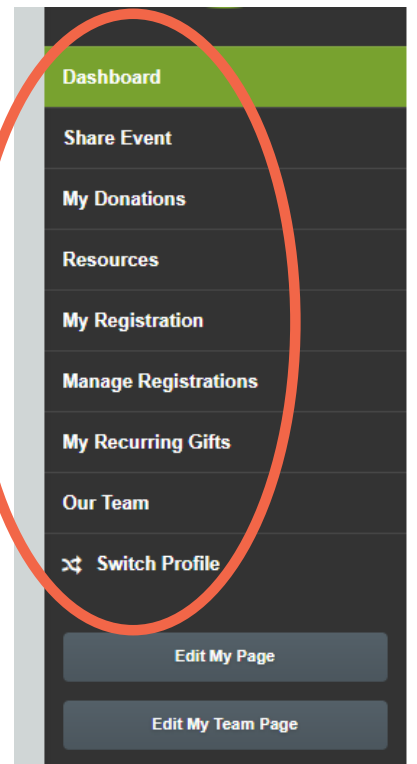 Dashboard
Share Event
My Donations
Resources
My Registration
Manage Registrations
My Recurring Gifts
Our Team
Switch Profile
Edit My Page
Edit My Team Page